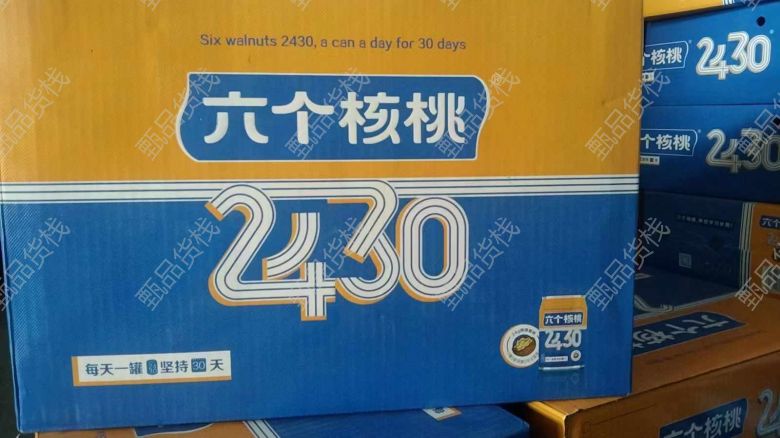 Six walnuts 2430, a can a day for 30 days
六个核桃®
2430
每天一罐 坚持30天
六个核桃
2430
六个核桃
2430
个核桃
2430
甄品货栈